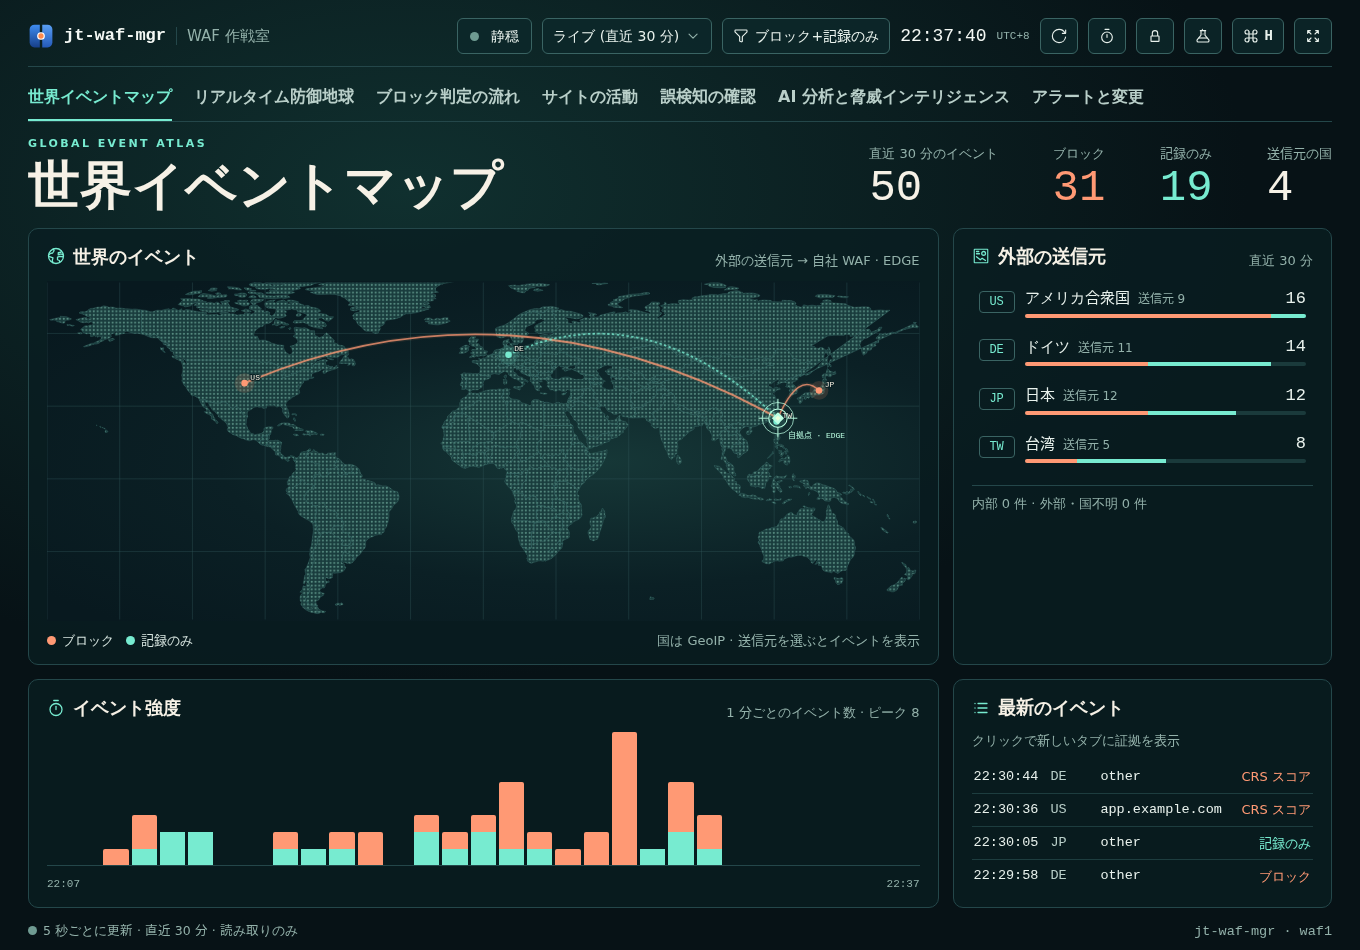 jt-waf-mgr WAF 作戦室 静穏 ライブ (直近 30 分) ブロック+記録のみ 22:37:40 UTC+8 ⌘ H
世界イベントマップ リアルタイム防御地球 ブロック判定の流れ サイトの活動 誤検知の確認 AI 分析と脅威インテリジェンス アラートと変更
GLOBAL EVENT ATLAS
世界イベントマップ
直近 30 分のイベント ブロック 記録のみ 送信元の国
50 31 19 4
世界のイベント
外部の送信元 → 自社 WAF · EDGE
US
DE
JP
自拠点 · EDGE
ブロック 記録のみ
国は GeoIP · 送信元を選ぶとイベントを表示
外部の送信元
直近 30 分
US アメリカ合衆国 送信元 9 16
DE ドイツ 送信元 11 14
JP 日本 送信元 12 12
TW 台湾 送信元 5 8
内部 0 件 · 外部・国不明 0 件
イベント強度
1 分ごとのイベント数 · ピーク 8
22:07 22:37
最新のイベント
クリックで新しいタブに証拠を表示
22:30:44 DE other CRS スコア
22:30:36 US app.example.com CRS スコア
22:30:05 JP other 記録のみ
22:29:58 DE other ブロック
5 秒ごとに更新 · 直近 30 分 · 読み取りのみ
jt-waf-mgr · waf1